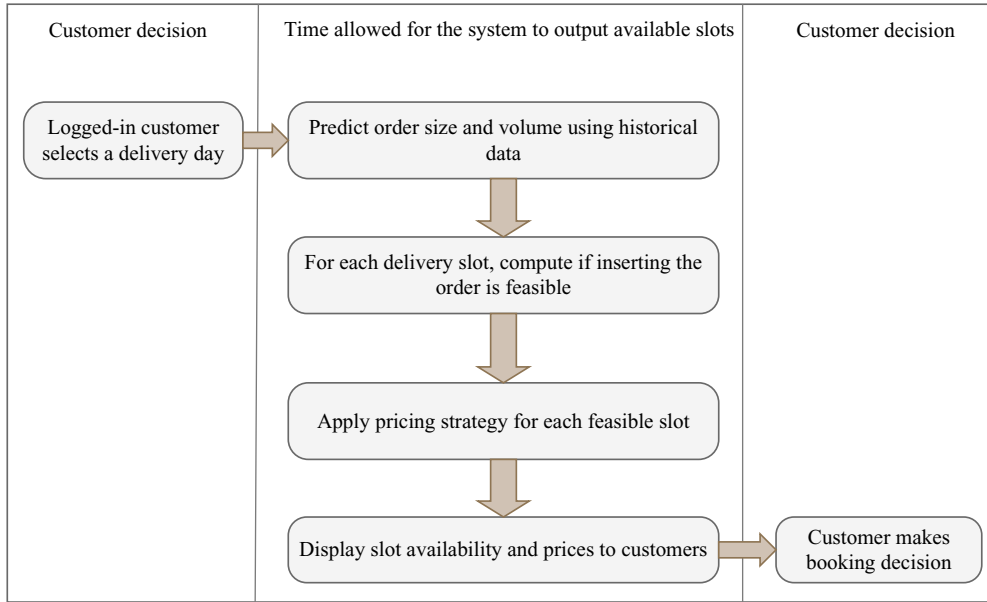 Customer decision
Time allowed for the system to output available slots
Customer decision
Logged-in customer
selects a delivery day
Predict order size and volume using historical
data
For each delivery slot, compute if inserting the
order is feasible
Apply pricing strategy for each feasible slot
Display slot availability and prices to customers
Customer makes
booking decision